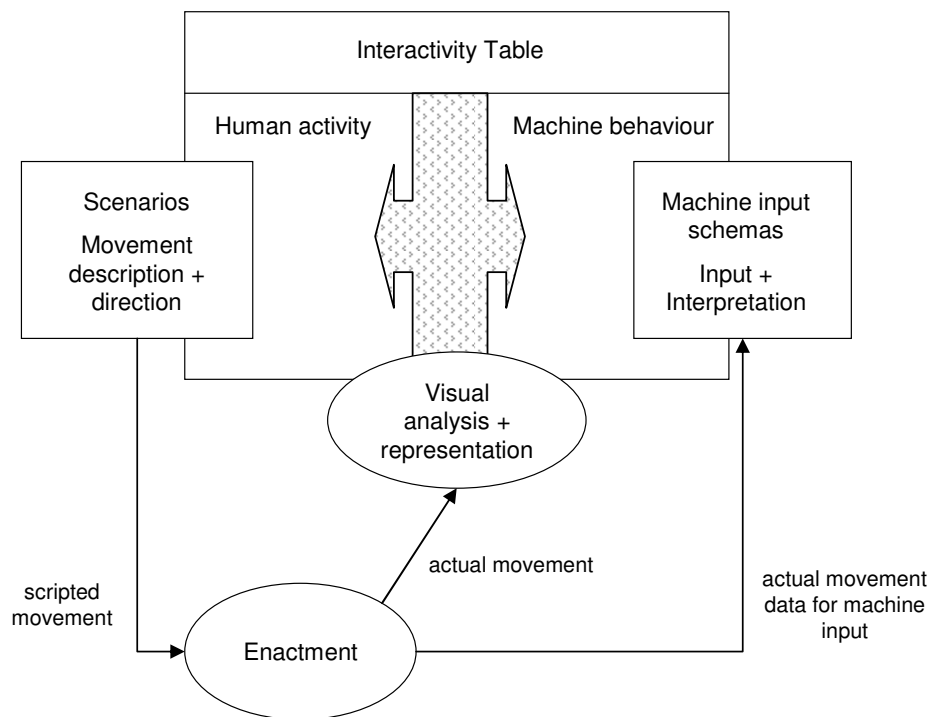 Interactivity Table
Human activity
Machine behaviour
Scenarios
Movement
description +
direction
Machine input
schemas
Input +
Interpretation
Visual
analysis +
representation
actual movement
scripted
movement
Enactment
actual movement
data for machine
input